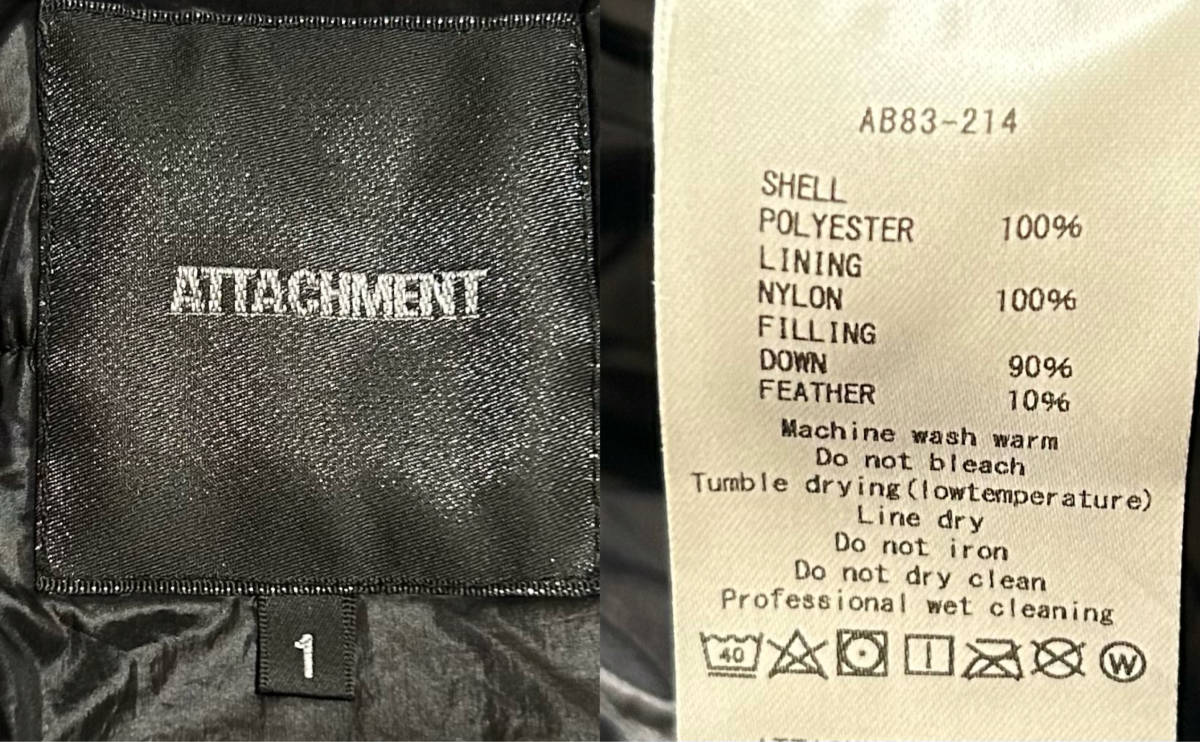 ATTACHMENT
1
AB83-214
SHELL
POLYESTER 100%
LINING
NYLON 100%
FILLING
DOWN 90%
FEATHER 10%
Machine wash warm
Do not bleach
Tumble drying(lowtemperature)
Line dry
Do not iron
Do not dry clean
Professional wet cleaning
40 W